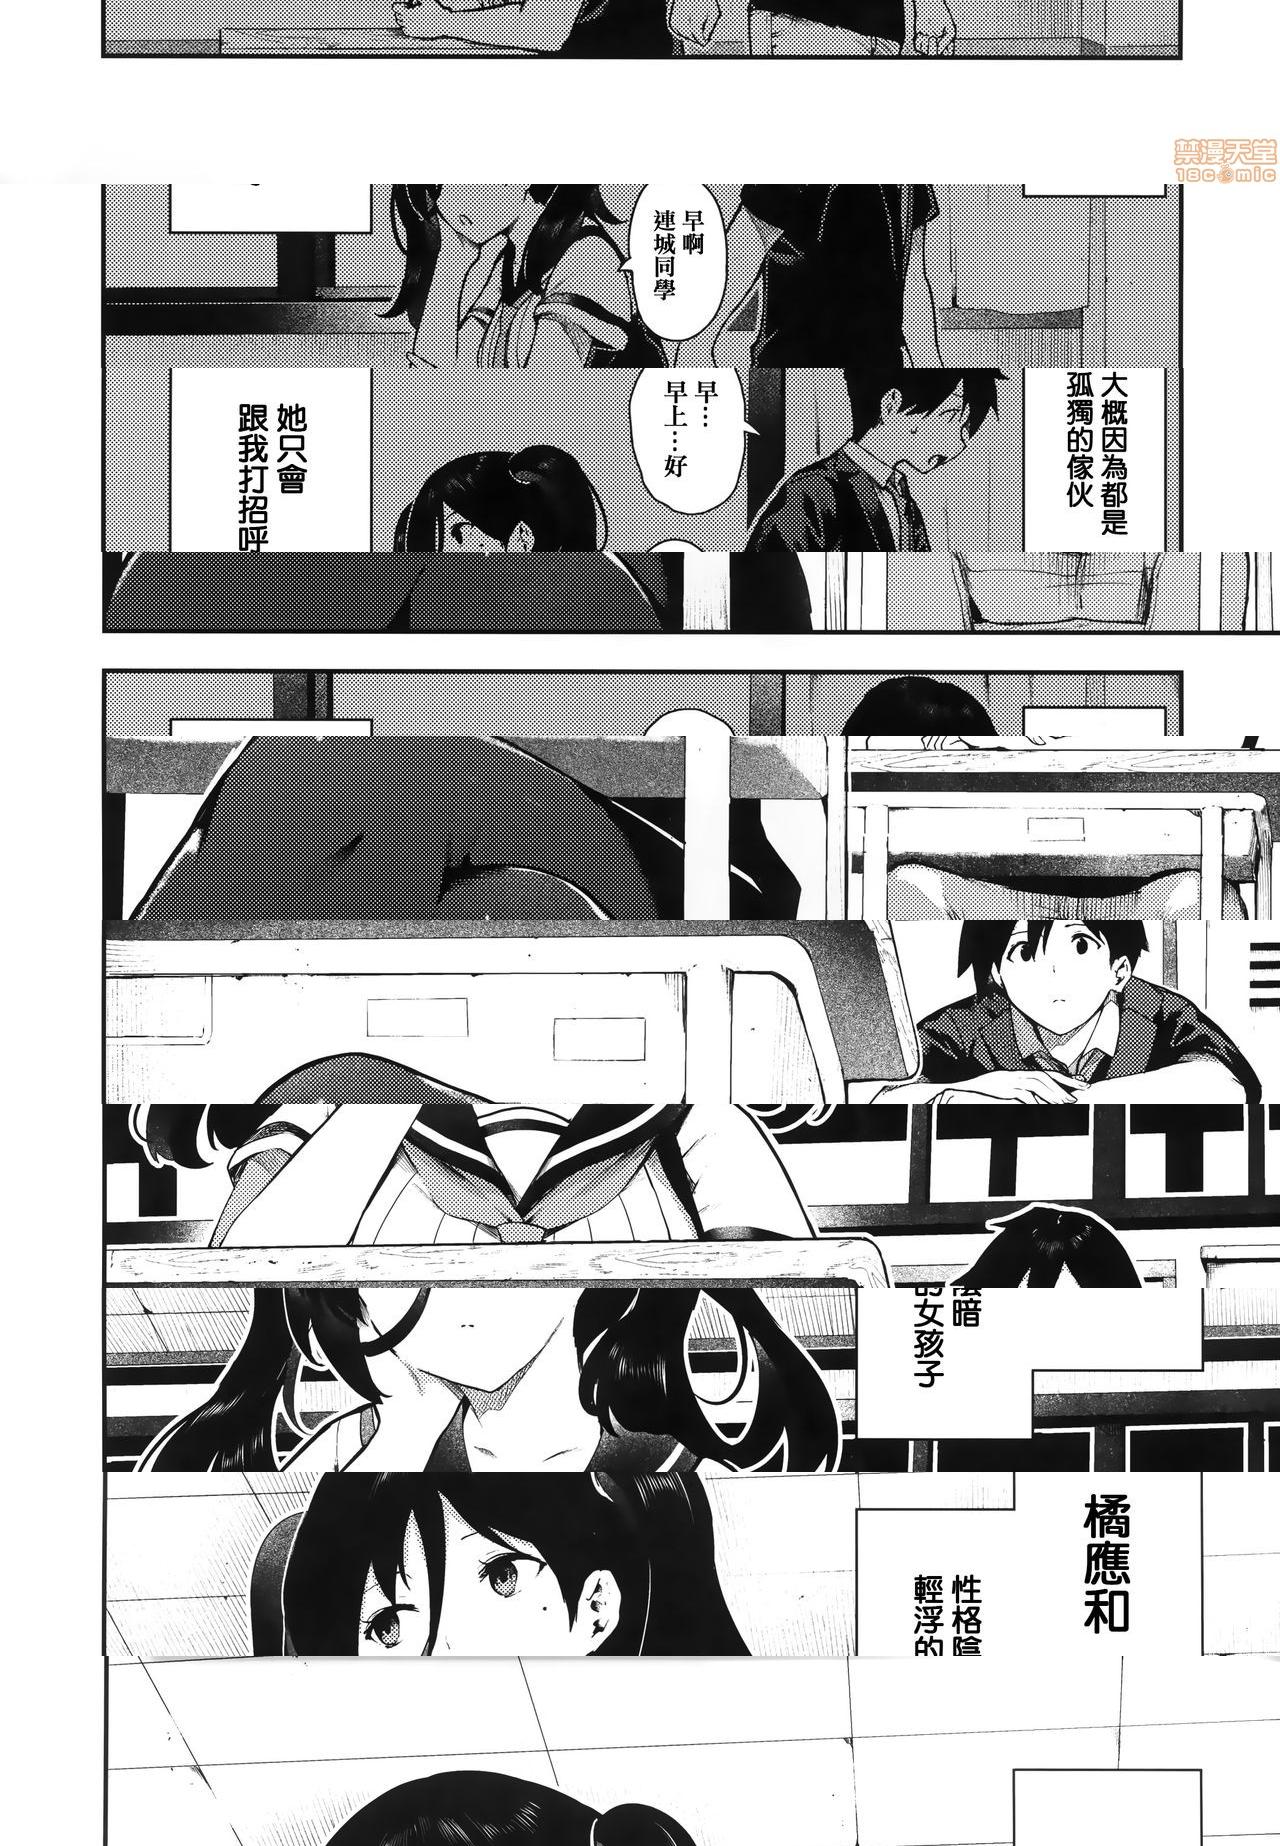 禁漫天堂
18comic
早啊
連城同學
大概因為都是
孤獨的傢伙
早…
早上…好
她只會
跟我打招呼
橘應和
性格陰暗
輕浮的女孩子